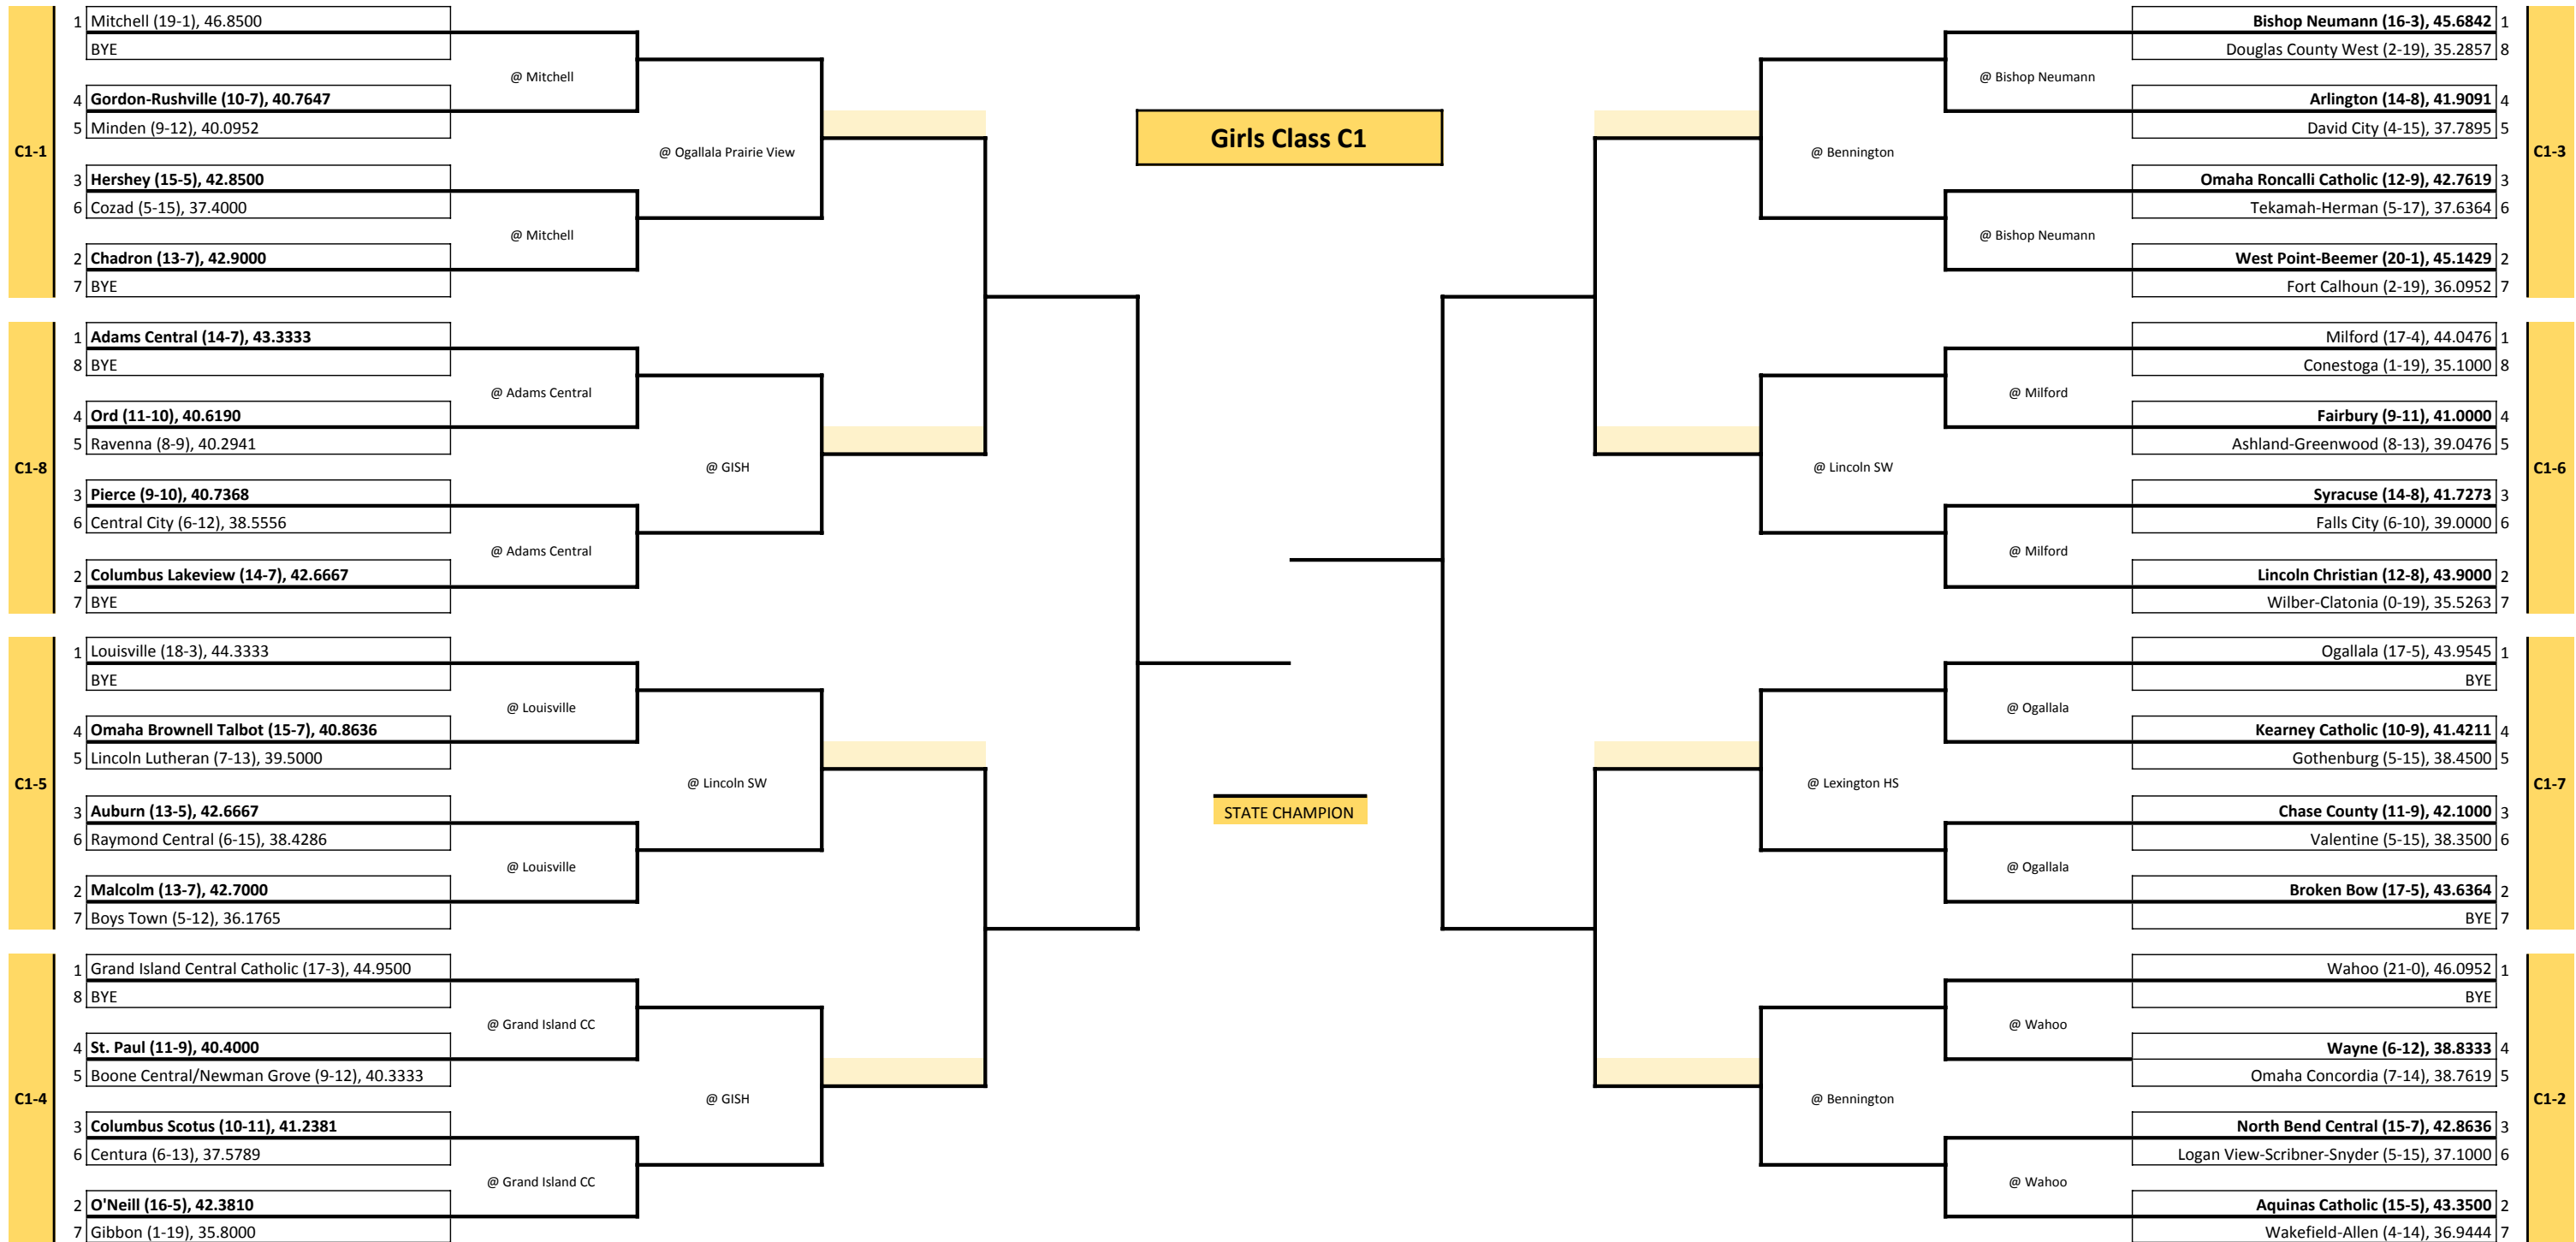 Girls Class C1
C1-1
1 Mitchell (19-1), 46.8500
BYE
@ Mitchell
4 Gordon-Rushville (10-7), 40.7647
5 Minden (9-12), 40.0952
@ Ogallala Prairie View
3 Hershey (15-5), 42.8500
6 Cozad (5-15), 37.4000
@ Mitchell
2 Chadron (13-7), 42.9000
7 BYE
C1-8
1 Adams Central (14-7), 43.3333
8 BYE
@ Adams Central
4 Ord (11-10), 40.6190
5 Ravenna (8-9), 40.2941
@ GISH
3 Pierce (9-10), 40.7368
6 Central City (6-12), 38.5556
@ Adams Central
2 Columbus Lakeview (14-7), 42.6667
7 BYE
C1-5
1 Louisville (18-3), 44.3333
BYE
@ Louisville
4 Omaha Brownell Talbot (15-7), 40.8636
5 Lincoln Lutheran (7-13), 39.5000
@ Lincoln SW
3 Auburn (13-5), 42.6667
6 Raymond Central (6-15), 38.4286
@ Louisville
2 Malcolm (13-7), 42.7000
7 Boys Town (5-12), 36.1765
C1-4
1 Grand Island Central Catholic (17-3), 44.9500
8 BYE
@ Grand Island CC
4 St. Paul (11-9), 40.4000
5 Boone Central/Newman Grove (9-12), 40.3333
@ GISH
3 Columbus Scotus (10-11), 41.2381
6 Centura (6-13), 37.5789
@ Grand Island CC
2 O'Neill (16-5), 42.3810
7 Gibbon (1-19), 35.8000
STATE CHAMPION
C1-3
Bishop Neumann (16-3), 45.6842 1
Douglas County West (2-19), 35.2857 8
@ Bishop Neumann
Arlington (14-8), 41.9091 4
David City (4-15), 37.7895 5
@ Bennington
Omaha Roncalli Catholic (12-9), 42.7619 3
Tekamah-Herman (5-17), 37.6364 6
@ Bishop Neumann
West Point-Beemer (20-1), 45.1429 2
Fort Calhoun (2-19), 36.0952 7
C1-6
Milford (17-4), 44.0476 1
Conestoga (1-19), 35.1000 8
@ Milford
Fairbury (9-11), 41.0000 4
Ashland-Greenwood (8-13), 39.0476 5
@ Lincoln SW
Syracuse (14-8), 41.7273 3
Falls City (6-10), 39.0000 6
@ Milford
Lincoln Christian (12-8), 43.9000 2
Wilber-Clatonia (0-19), 35.5263 7
C1-7
Ogallala (17-5), 43.9545 1
BYE
@ Ogallala
Kearney Catholic (10-9), 41.4211 4
Gothenburg (5-15), 38.4500 5
@ Lexington HS
Chase County (11-9), 42.1000 3
Valentine (5-15), 38.3500 6
@ Ogallala
Broken Bow (17-5), 43.6364 2
BYE 7
C1-2
Wahoo (21-0), 46.0952 1
BYE
@ Wahoo
Wayne (6-12), 38.8333 4
Omaha Concordia (7-14), 38.7619 5
@ Bennington
North Bend Central (15-7), 42.8636 3
Logan View-Scribner-Snyder (5-15), 37.1000 6
@ Wahoo
Aquinas Catholic (15-5), 43.3500 2
Wakefield-Allen (4-14), 36.9444 7